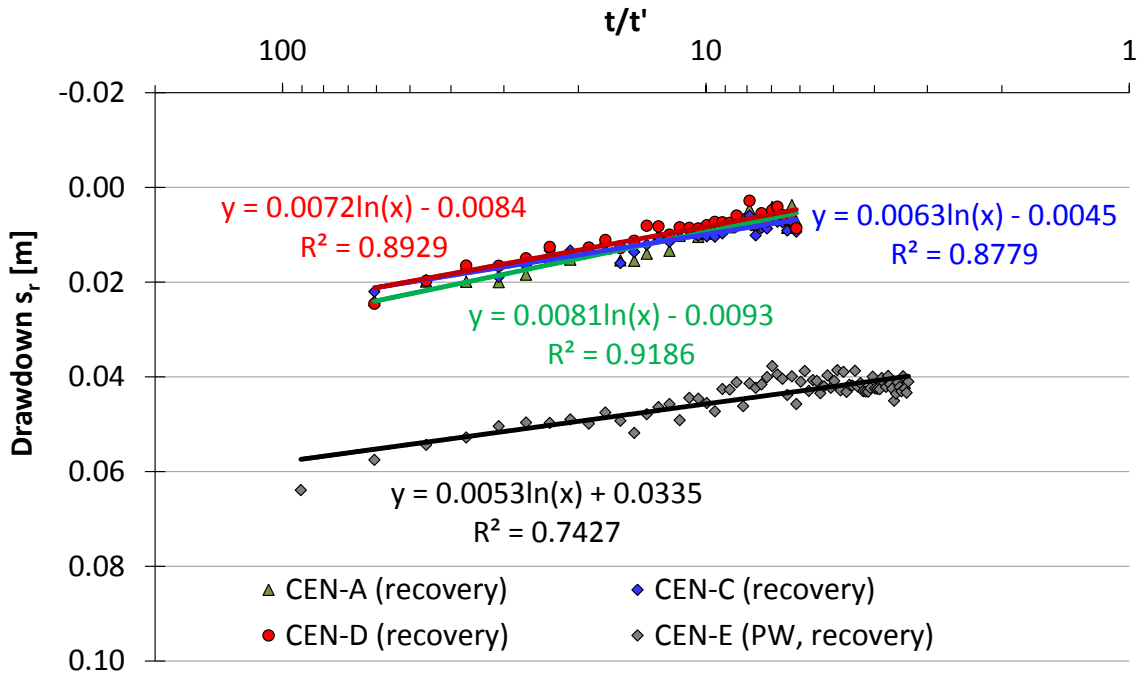 t/t'
100 10 1
-0.02
0.00
0.02
0.04
0.06
0.08
0.10
Drawdown sᵣ [m]
y = 0.0072ln(x) - 0.0084
R² = 0.8929
y = 0.0063ln(x) - 0.0045
R² = 0.8779
y = 0.0081ln(x) - 0.0093
R² = 0.9186
y = 0.0053ln(x) + 0.0335
R² = 0.7427
CEN-A (recovery) CEN-C (recovery)
CEN-D (recovery) CEN-E (PW, recovery)